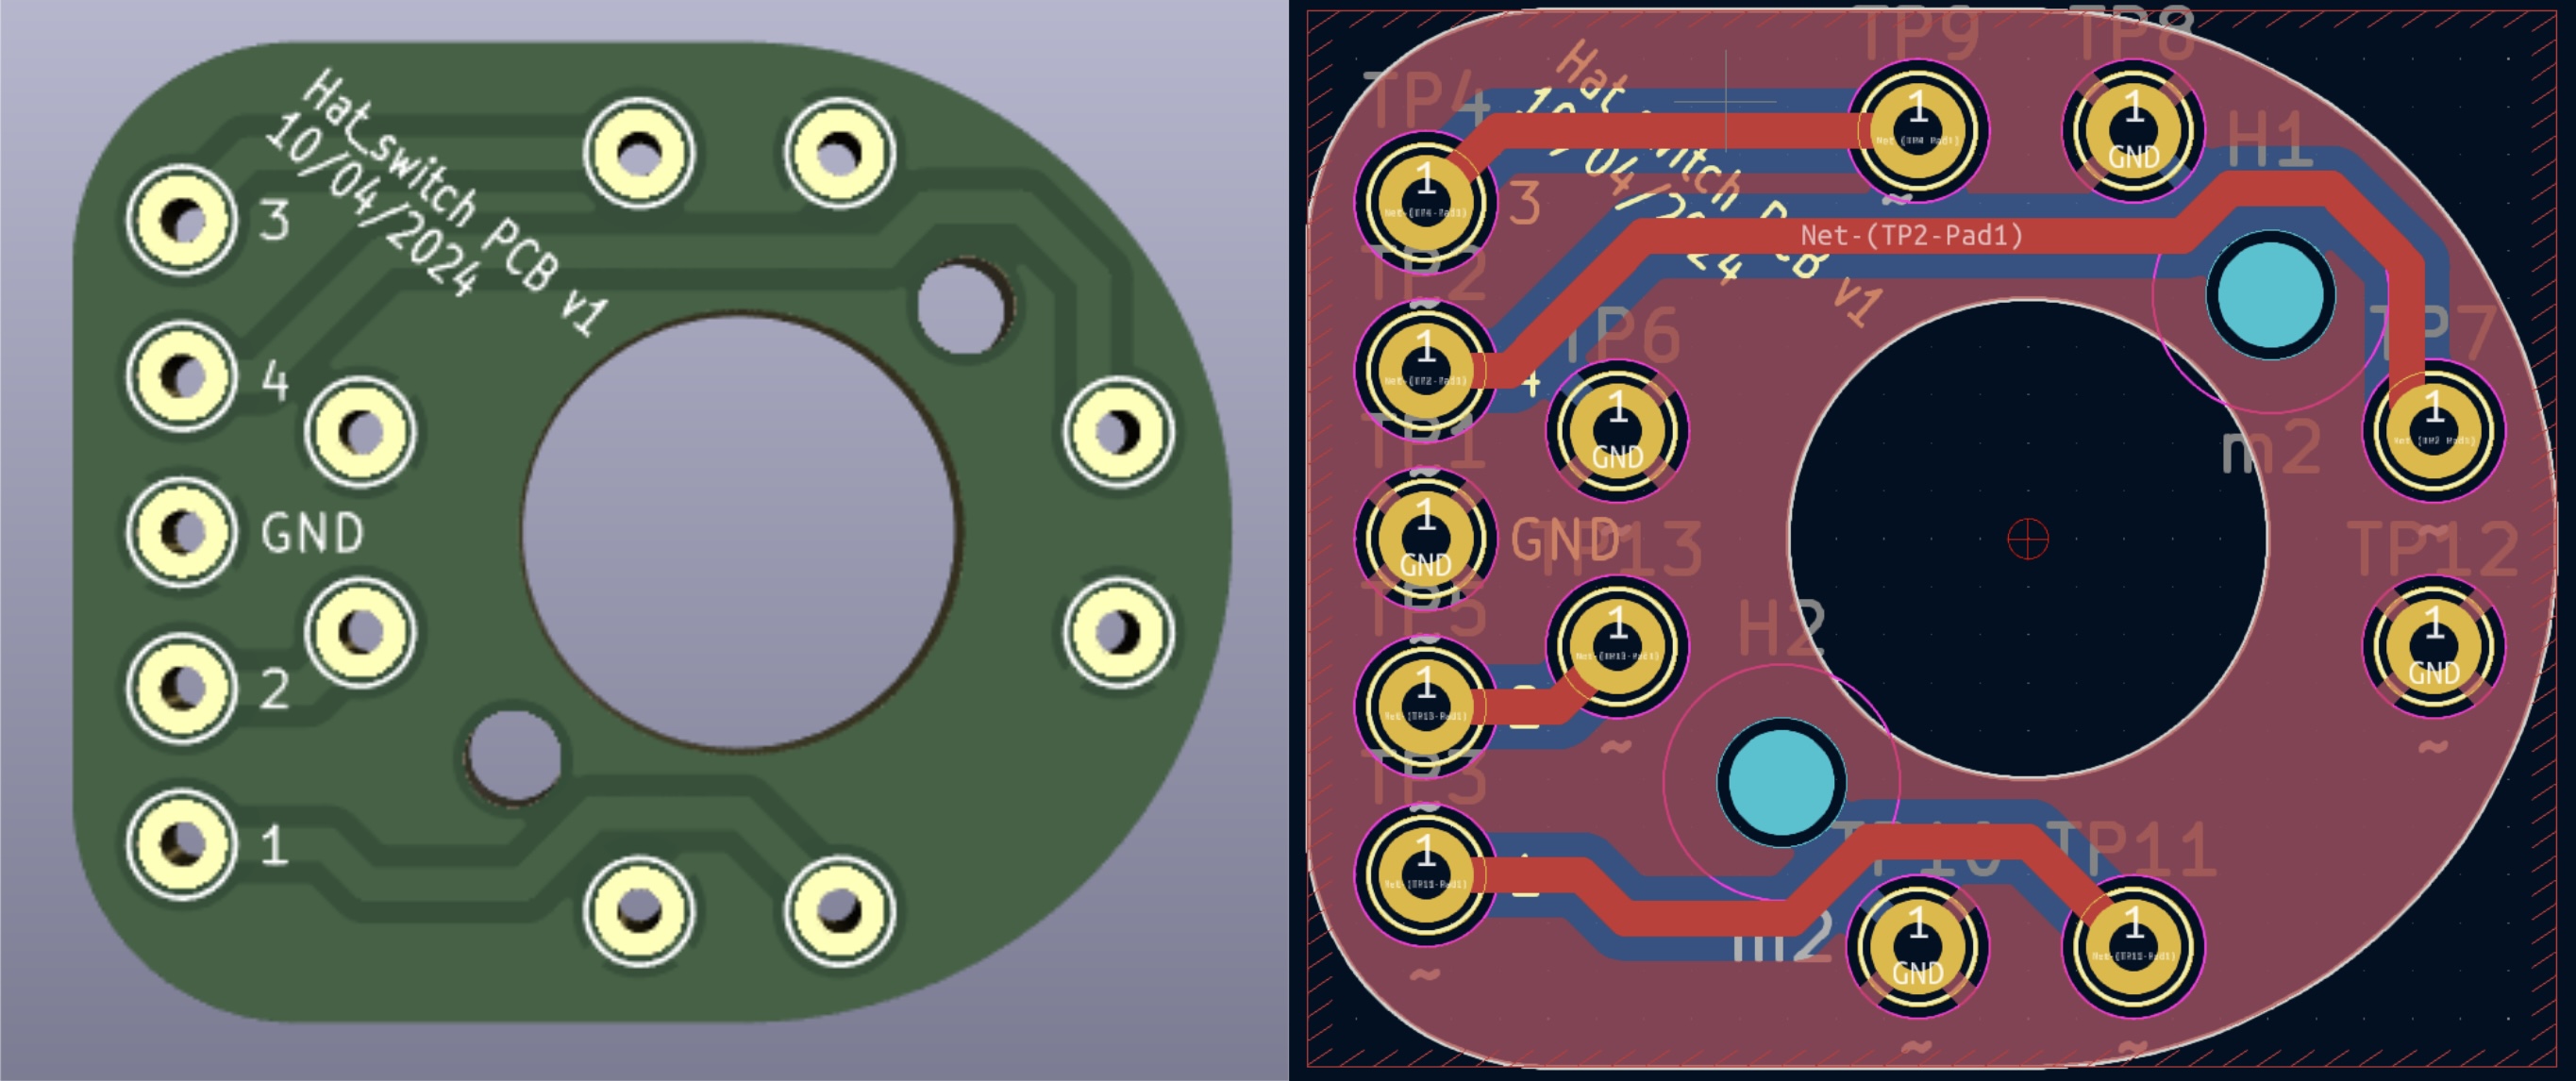 Hat_switch PCB v1
10/04/2024
3
4
GND
2
1
TP9
TP8
TP4
1
1
GND
H1
Hat_switch PCB v1
10/04/2024
1
3
Net-(TP2-Pad1)
TP2
TP6
TP7
1
4
1
GND
1
m2
TP1
1
GND
GND
TP13
TP12
TP5
1
1
H2
1
GND
2
TP3
1
1
TP10
TP11
m2
1
GND
1